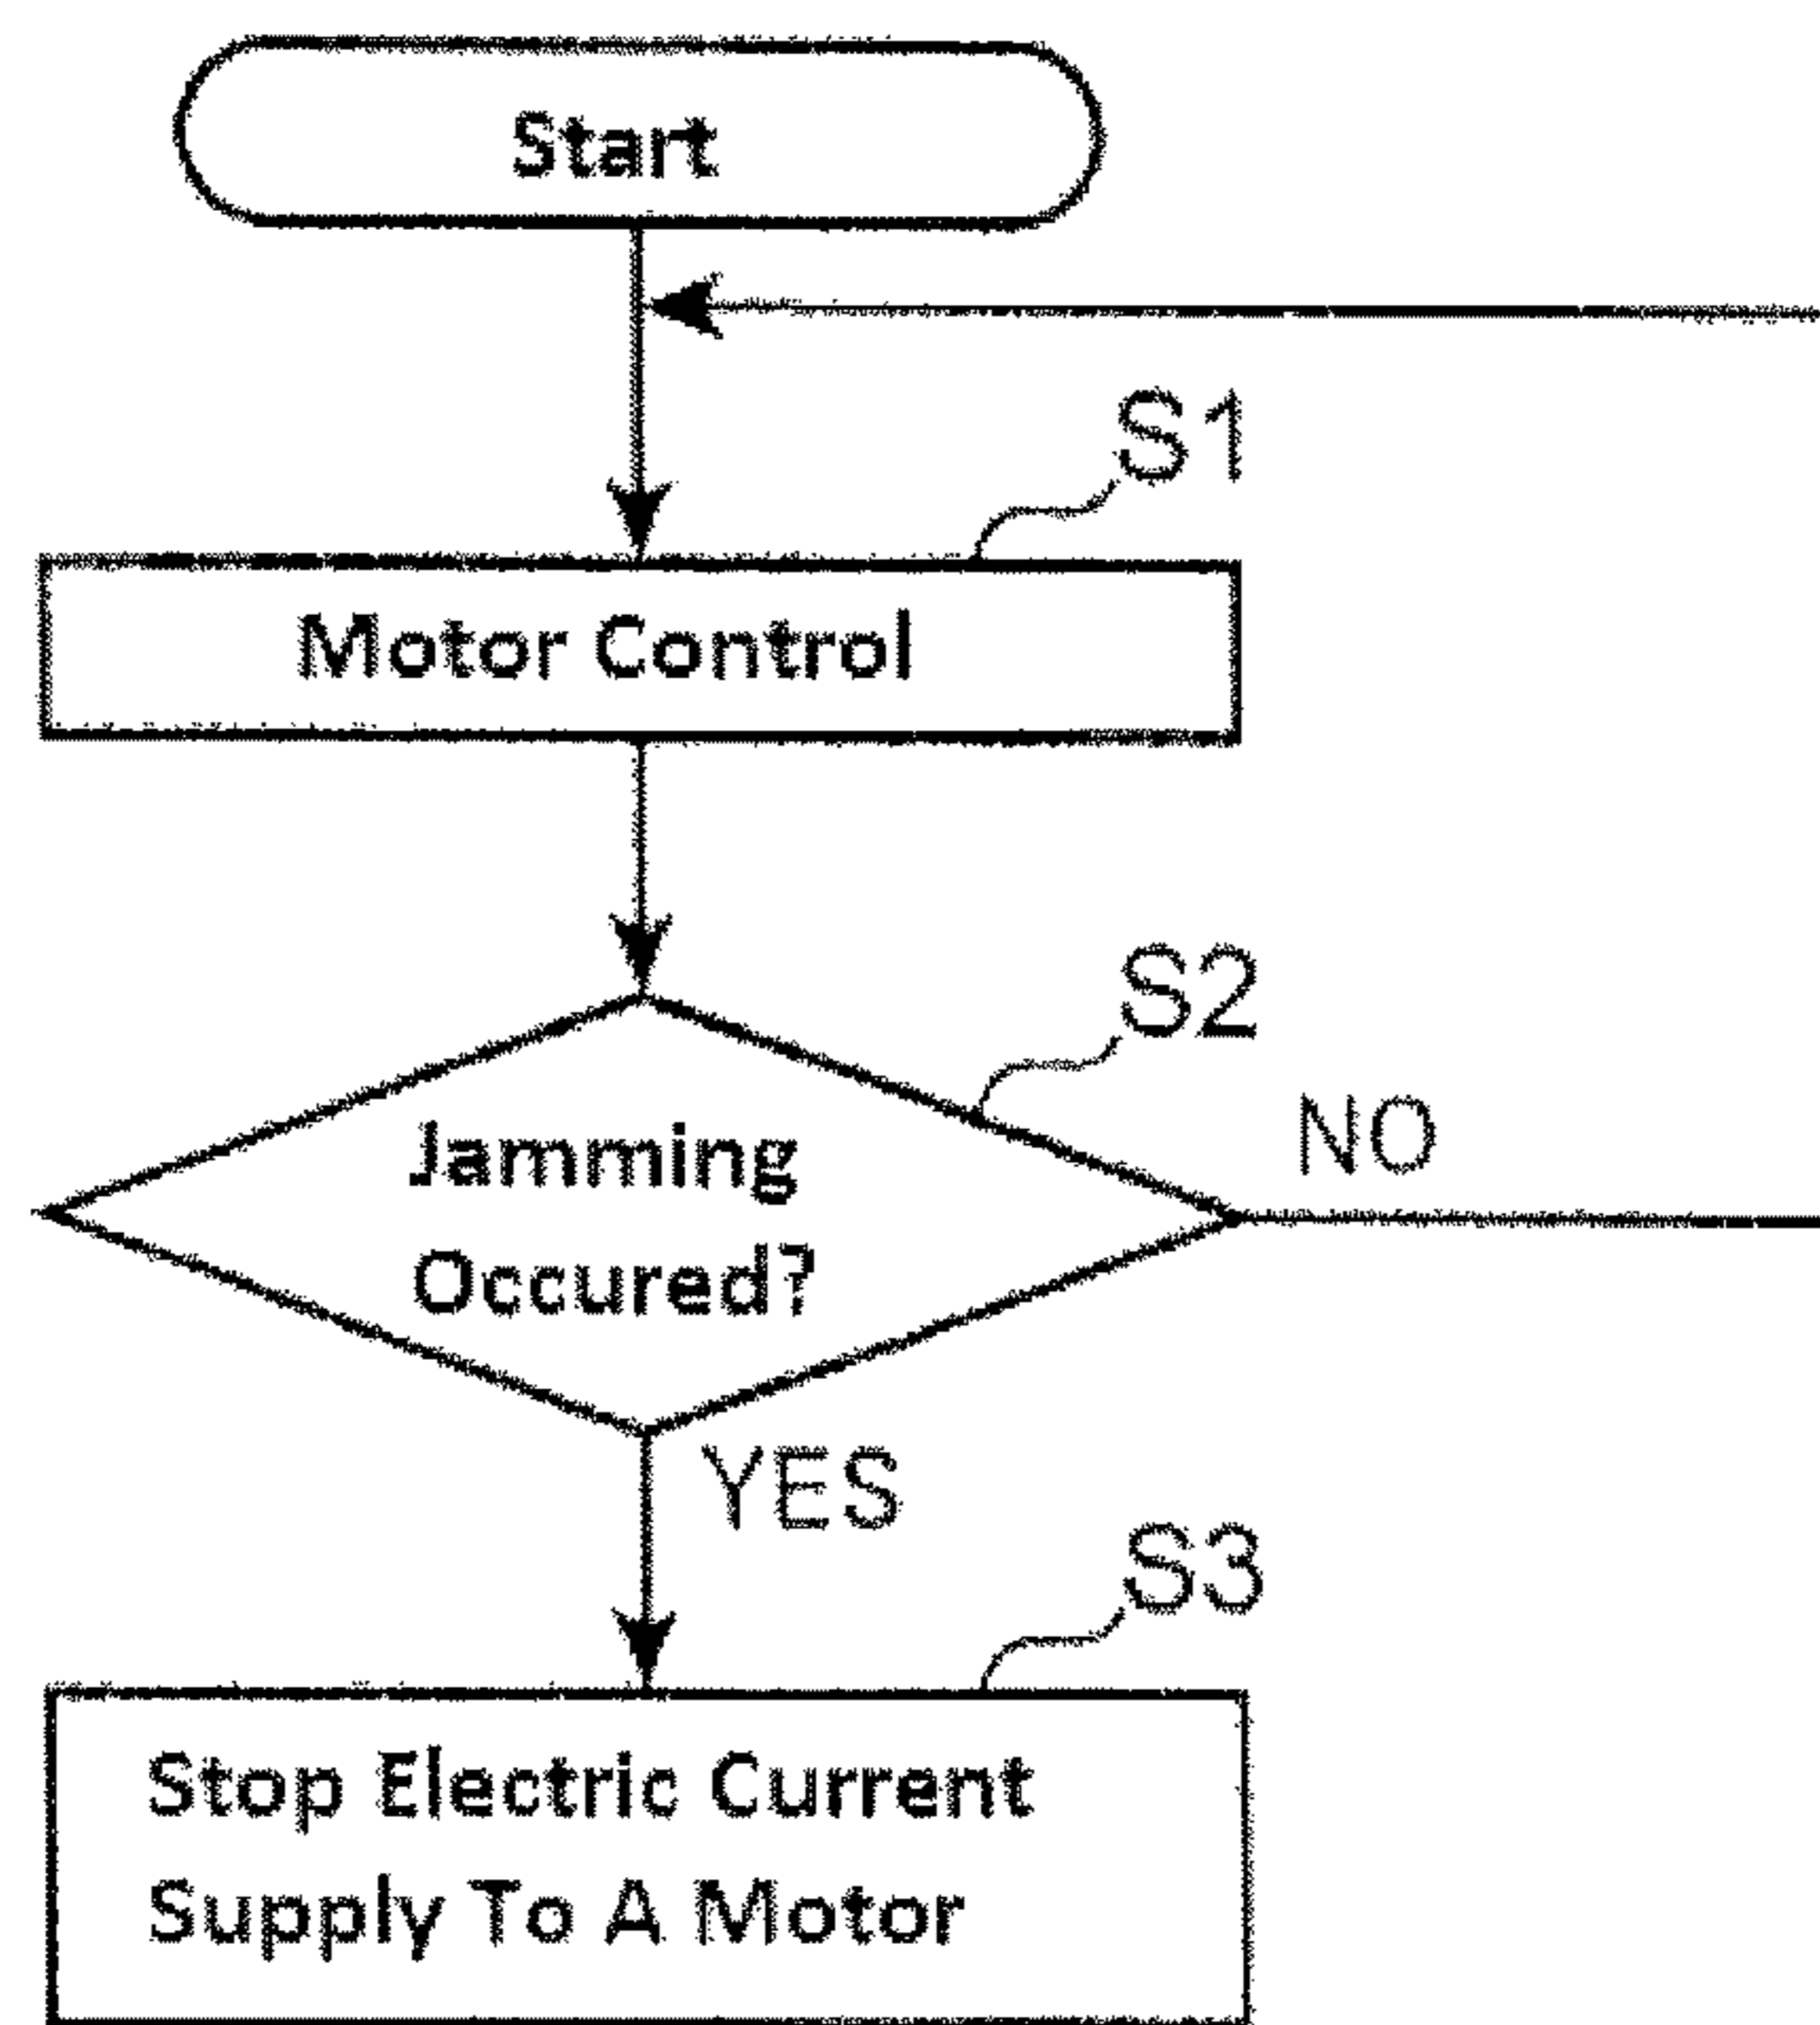 Start
S1
Motor Control
S2
NO
Jamming
Occured?
YES
S3
Stop Electric Current
Supply To A Motor